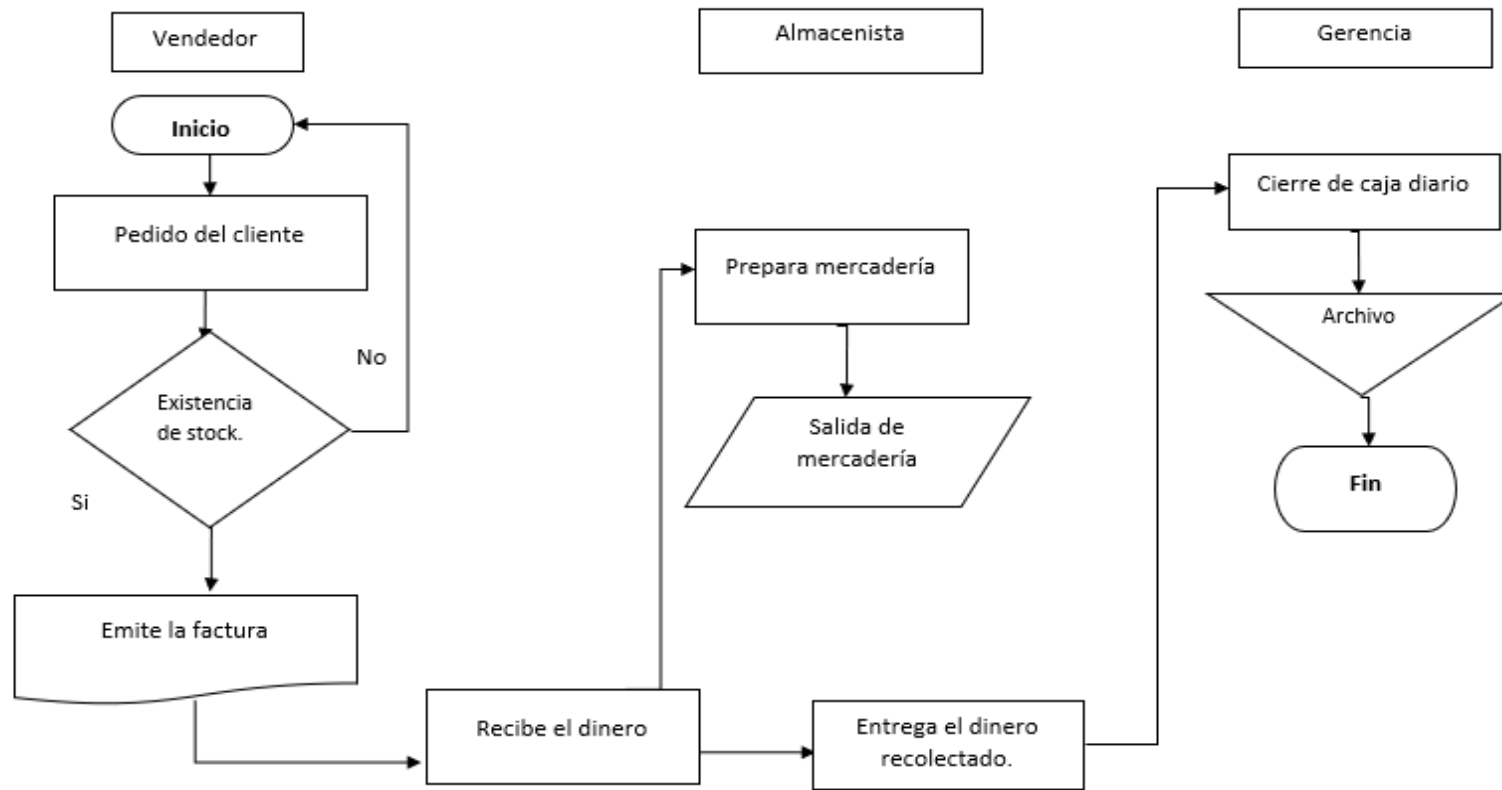 Vendedor
Almacenista
Gerencia
Inicio
Pedido del cliente
No
Existencia
de stock.
Si
Emite la factura
Recibe el dinero
Prepara mercadería
Salida de
mercadería
Entrega el dinero
recolectado.
Cierre de caja diario
Archivo
Fin